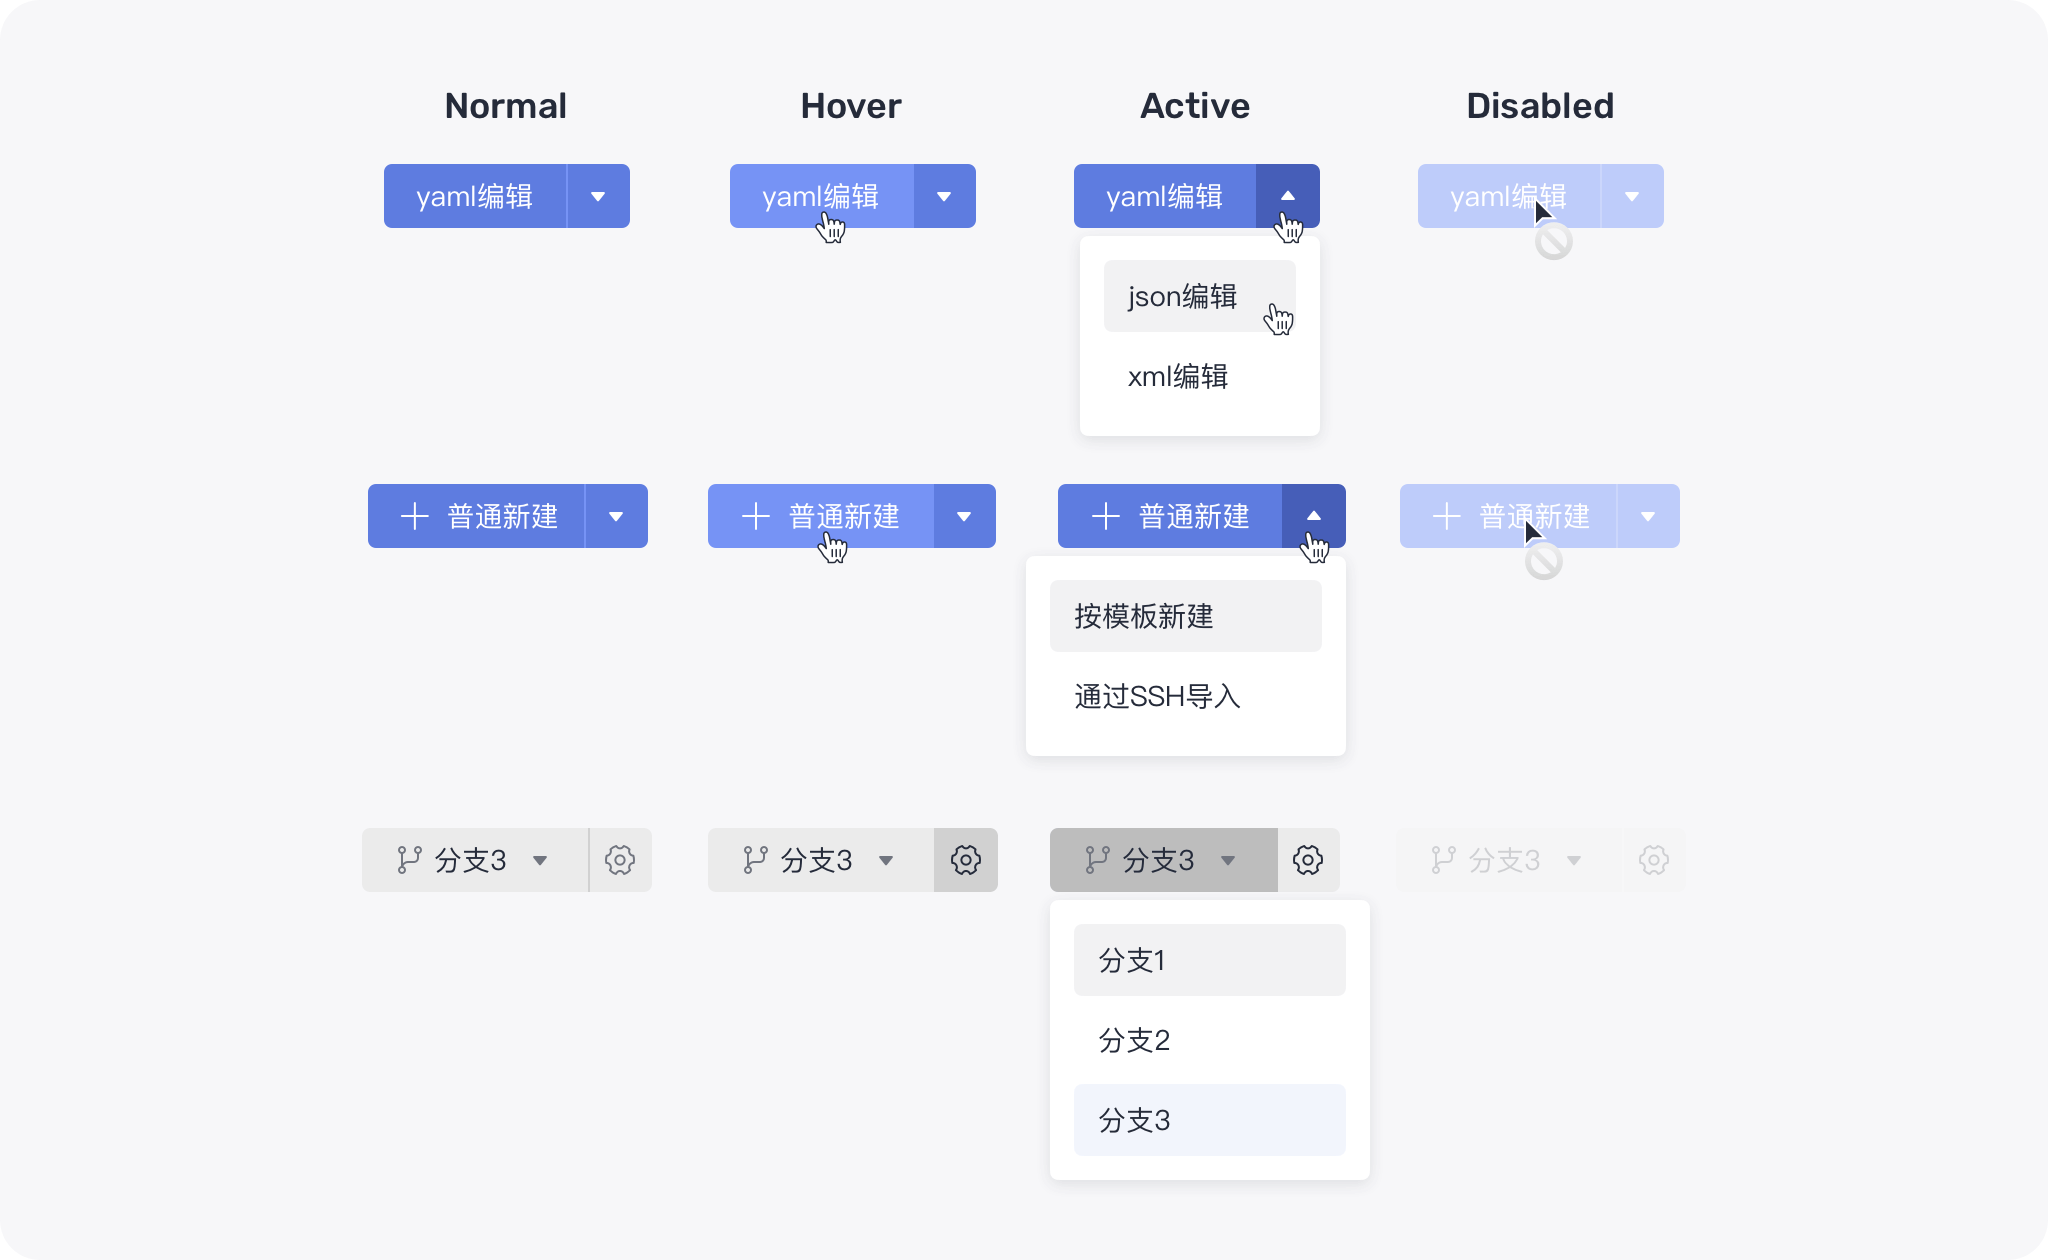 Normal Hover Active Disabled
yaml编辑 yaml编辑 yaml编辑 yaml编辑
json编辑
xml编辑
普通新建 普通新建 普通新建 普通新建
按模板新建
通过SSH导入
分支3 分支3 分支3 分支3
分支1
分支2
分支3